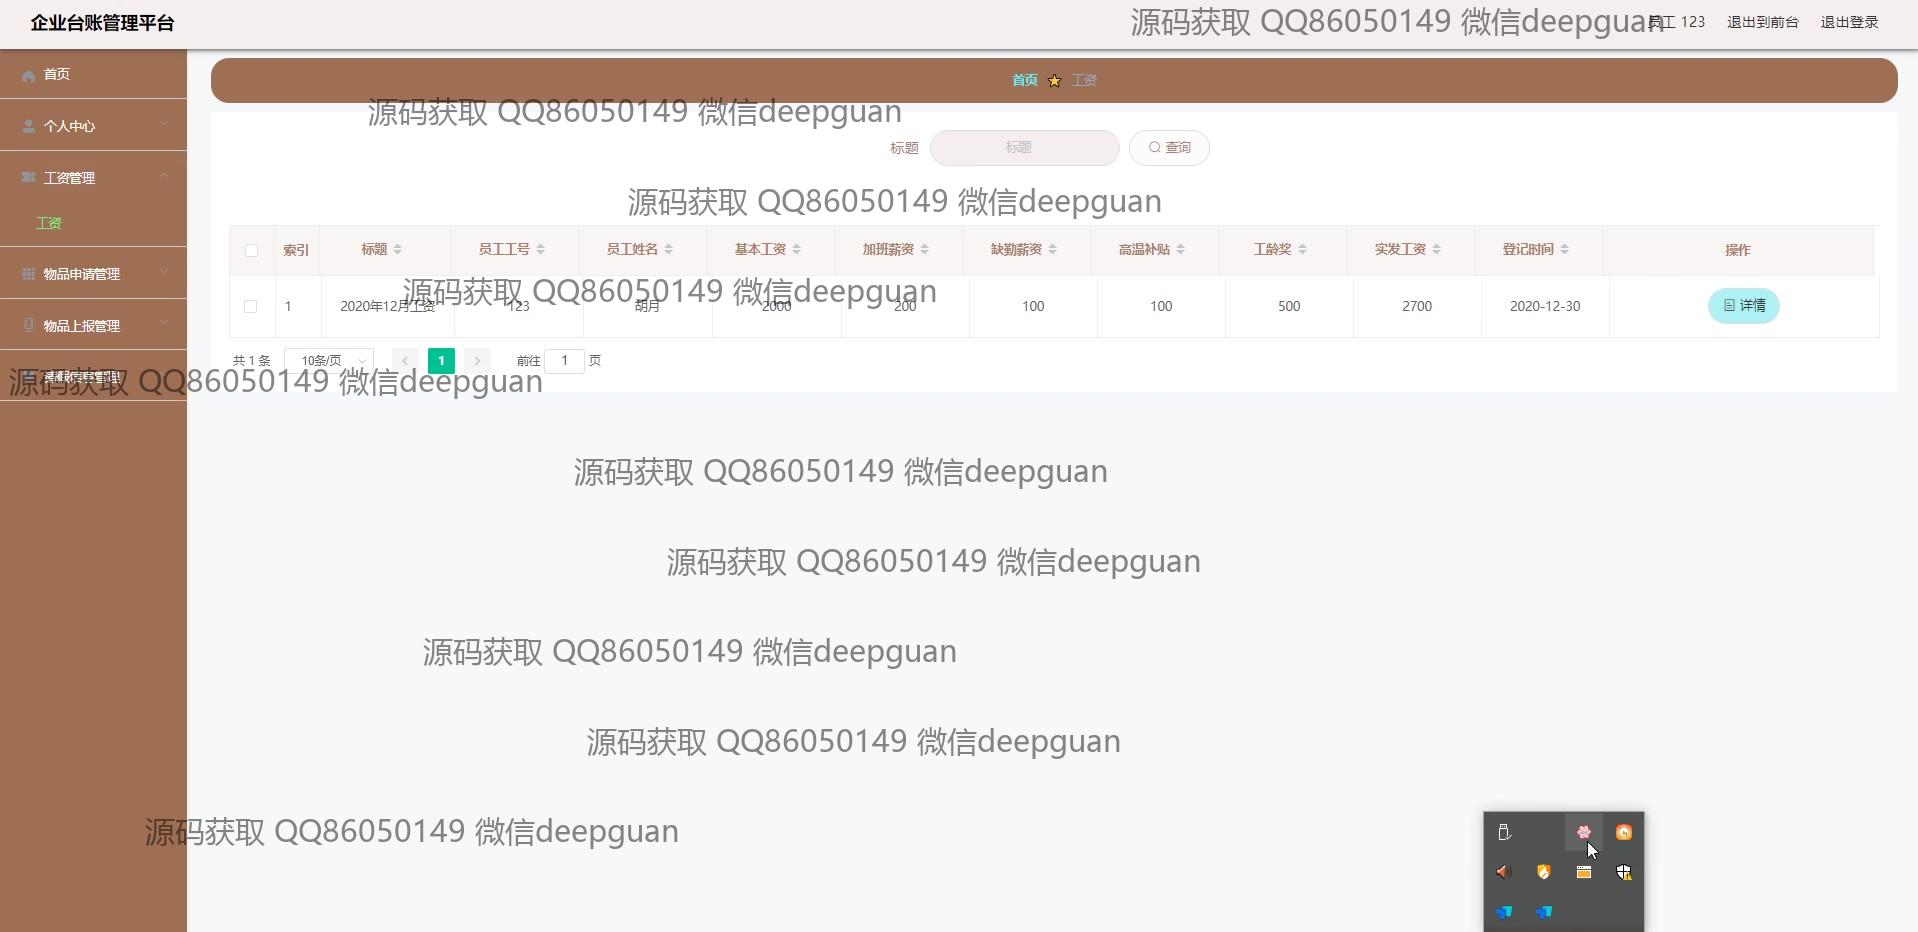 企业台账管理平台
源码获取 QQ86050149 微信deepguan
员工 123 退出到前台 退出登录
首页
个人中心
工资管理
工资
物品申请管理
物品上报管理
首页 工资
源码获取 QQ86050149 微信deepguan
标题 标题 查询
源码获取 QQ86050149 微信deepguan
索引 标题 员工工号 员工姓名 基本工资 加班薪资 缺勤薪资 高温补贴 工龄奖 实发工资 登记时间 操作
源码获取 QQ86050149 微信deepguan
1 2020年12月工资 123 胡月 2000 200 100 100 500 2700 2020-12-30 详情
共 1 条 10条/页 1 前往 1 页
源码获取 QQ86050149 微信deepguan
源码获取 QQ86050149 微信deepguan
源码获取 QQ86050149 微信deepguan
源码获取 QQ86050149 微信deepguan
源码获取 QQ86050149 微信deepguan
源码获取 QQ86050149 微信deepguan